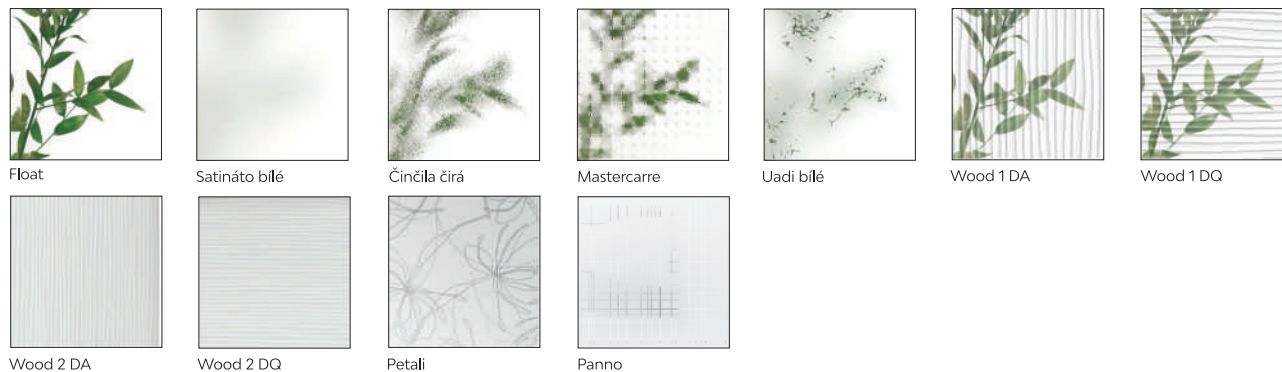 Float
Satináto bílé
Činčila čirá
Mastercarre
Uadi bílé
Wood 1 DA
Wood 1 DQ
Wood 2 DA
Wood 2 DQ
Petali
Panno